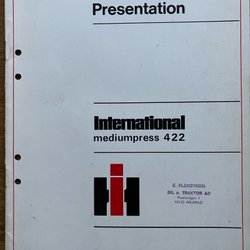 Presentation
International
mediumpress 422
BIL o. TRAKTOR AB